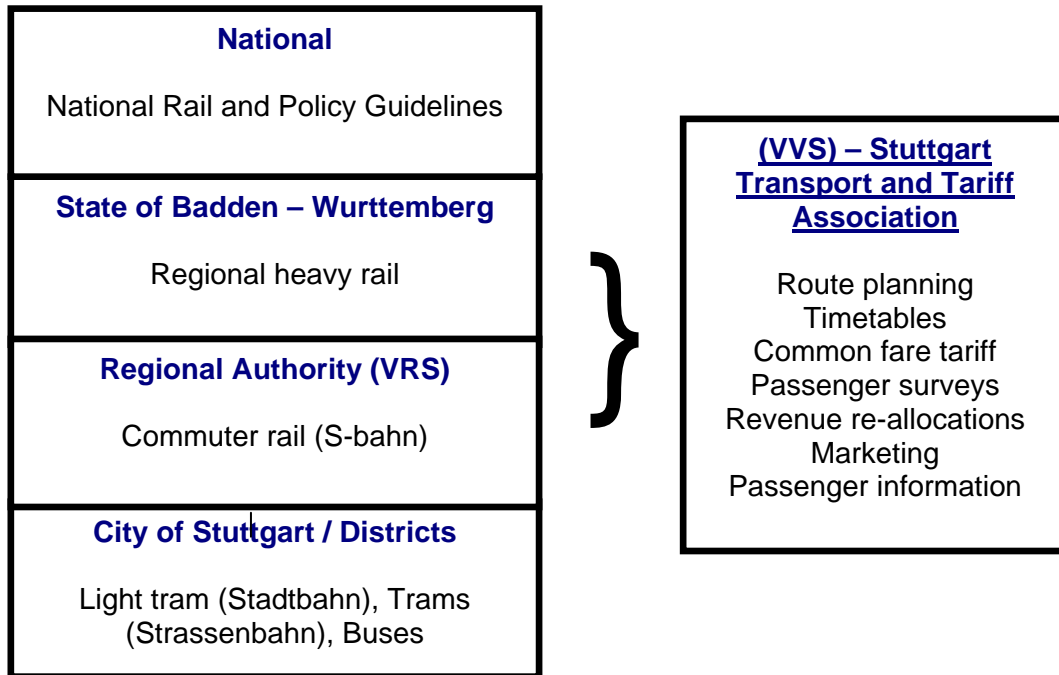 National
National Rail and Policy Guidelines
State of Badden – Wurttemberg
Regional heavy rail
Regional Authority (VRS)
Commuter rail (S-bahn)
City of Stuttgart / Districts
Light tram (Stadtbahn), Trams
(Strassenbahn), Buses
}
(VVS) – Stuttgart
Transport and Tariff
Association
Route planning
Timetables
Common fare tariff
Passenger surveys
Revenue re-allocations
Marketing
Passenger information